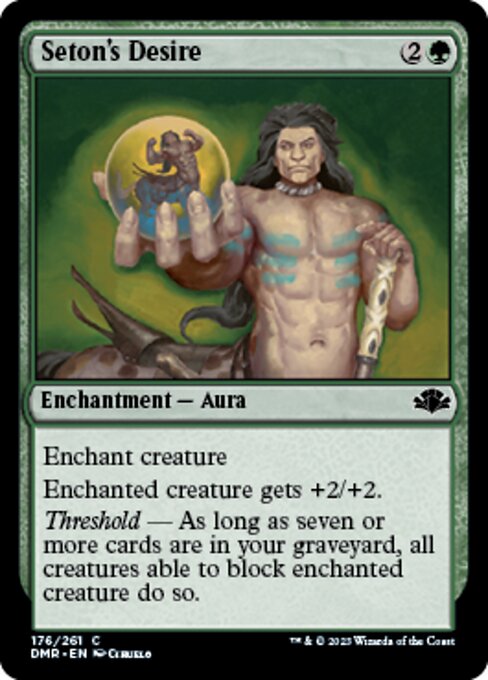 Seton's Desire 2
Enchantment — Aura
Enchant creature
Enchanted creature gets +2/+2.
Threshold — As long as seven or
more cards are in your graveyard, all
creatures able to block enchanted
creature do so.
176/261 C
DMR • EN Ciruelo
™ & © 2023 Wizards of the Coast